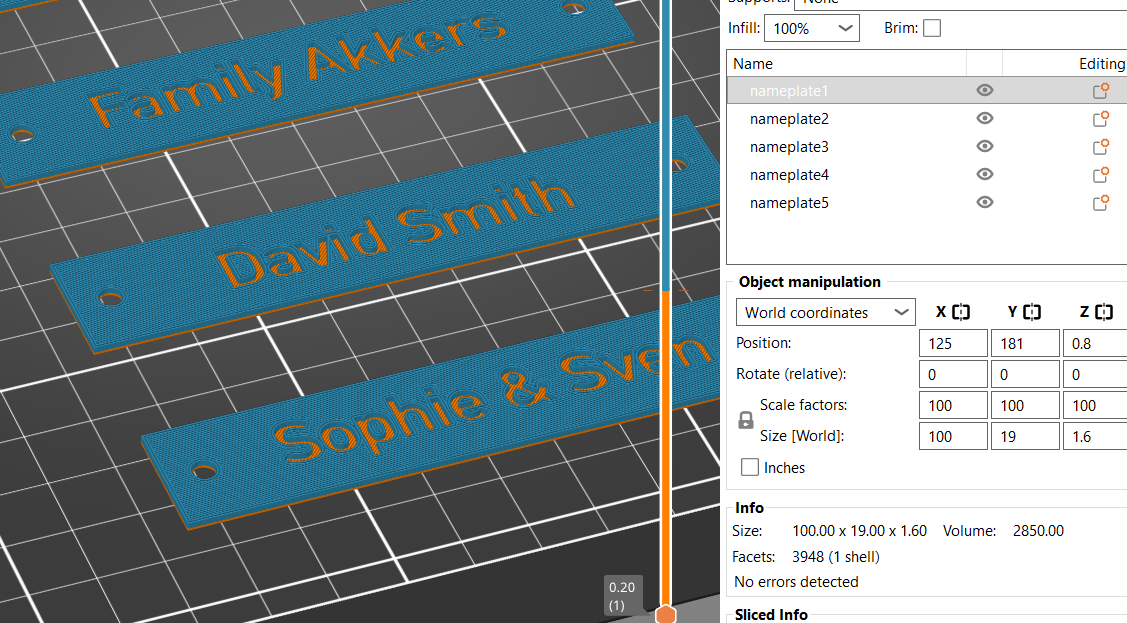 Supports:
None
Infill:
100%
Brim:
Name
Editing
nameplate1
nameplate2
nameplate3
nameplate4
nameplate5
Object manipulation
World coordinates
X
Y
Z
Position:
125
181
0.8
Rotate (relative):
0
0
0
Scale factors:
100
100
100
Size [World]:
100
19
1.6
Inches
Info
Size:
100.00 x 19.00 x 1.60
Volume:
2850.00
Facets:
3948 (1 shell)
No errors detected
Sliced Info
Family Akkers
David Smith
Sophie & Sven
0.20
(1)